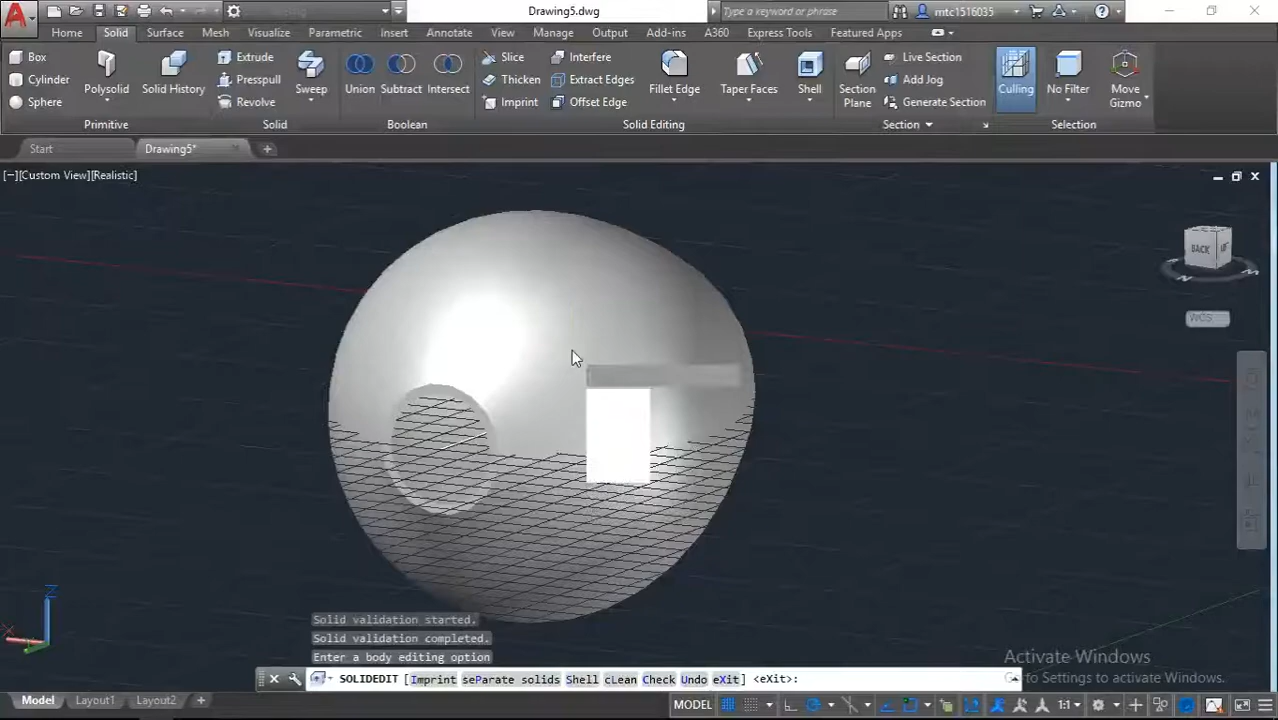 Drawing5.dwg
Type a keyword or phrase
mtc1516035
Home Solid Surface Mesh Visualize Parametric Insert Annotate View Manage Output Add-ins A360 Express Tools Featured Apps
Box
Cylinder
Sphere
Polysolid
Solid History
Extrude
Presspull
Revolve
Sweep
Union
Subtract
Intersect
Slice
Thicken
Imprint
Interfere
Extract Edges
Offset Edge
Fillet Edge
Taper Faces
Shell
Section
Plane
Live Section
Add Jog
Generate Section
Culling
No Filter
Move
Gizmo
Primitive
Solid
Boolean
Solid Editing
Section
Selection
Start
Drawing5*
[−][Custom View][Realistic]
BACK
WCS
Z
Solid validation started.
Solid validation completed.
Enter a body editing option
SOLIDEDIT [Imprint seParate solids Shell cLean Check Undo eXit] <eXit>:
Activate Windows
Go to Settings to activate Windows.
Model Layout1 Layout2
MODEL
1:1